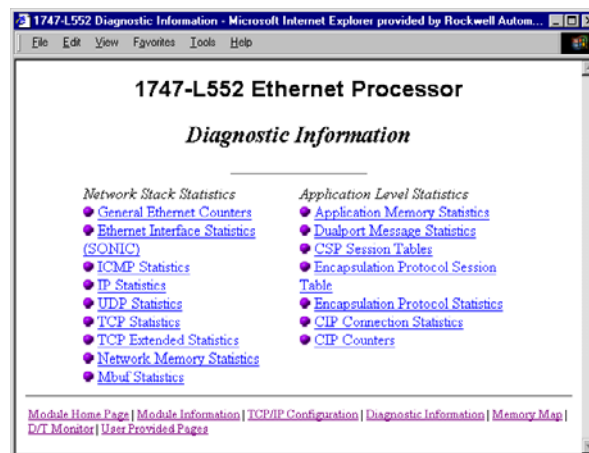 1747-L552 Diagnostic Information - Microsoft Internet Explorer provided by Rockwell Autom...
File Edit View Favorites Tools Help
1747-L552 Ethernet Processor
Diagnostic Information
Network Stack Statistics
General Ethernet Counters
Ethernet Interface Statistics
(SONIC)
ICMP Statistics
IP Statistics
UDP Statistics
TCP Statistics
TCP Extended Statistics
Network Memory Statistics
Mbuf Statistics
Application Level Statistics
Application Memory Statistics
Dualport Message Statistics
CSP Session Tables
Encapsulation Protocol Session
Table
Encapsulation Protocol Statistics
CIP Connection Statistics
CIP Counters
Module Home Page | Module Information | TCP/IP Configuration | Diagnostic Information | Memory Map |
D/T Monitor | User Provided Pages